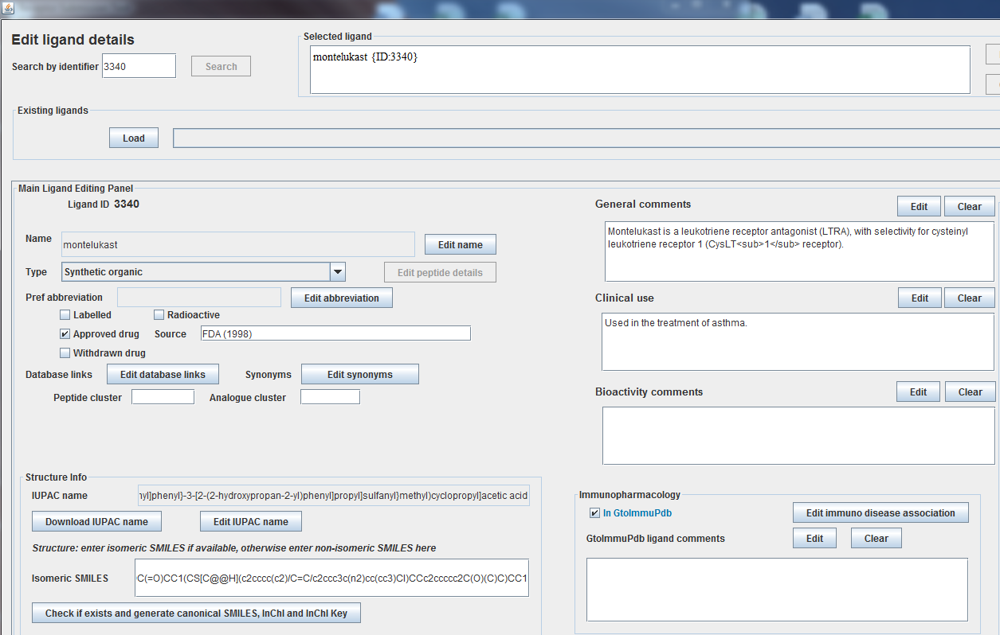 Edit ligand details
Search by identifier 3340 Search
Selected ligand
montelukast {ID:3340}
Existing ligands
Load
Main Ligand Editing Panel
Ligand ID 3340
Name montelukast Edit name
Type Synthetic organic Edit peptide details
Pref abbreviation Edit abbreviation
Labelled Radioactive
Approved drug Source FDA (1998)
Withdrawn drug
Database links Edit database links Synonyms Edit synonyms
Peptide cluster Analogue cluster
Structure Info
IUPAC name nyl]phenyl}-3-[2-(2-hydroxypropan-2-yl)phenyl]propyl]sulfanyl}methyl)cyclopropyl]acetic acid
Download IUPAC name Edit IUPAC name
Structure: enter isomeric SMILES if available, otherwise enter non-isomeric SMILES here
Isomeric SMILES C(=O)CC1(CS[C@@H](c2cccc(c2)/C=C/c2ccc3c(n2)cc(cc3)Cl)CCc2ccccc2C(O)(C)C)CC1
Check if exists and generate canonical SMILES, InChI and InChI Key
General comments Edit Clear
Montelukast is a leukotriene receptor antagonist (LTRA), with selectivity for cysteinyl
leukotriene receptor 1 (CysLT<sub>1</sub> receptor).
Clinical use Edit Clear
Used in the treatment of asthma.
Bioactivity comments Edit Clear
Immunopharmacology
In GtoImmuPdb Edit immuno disease association
GtoImmuPdb ligand comments Edit Clear